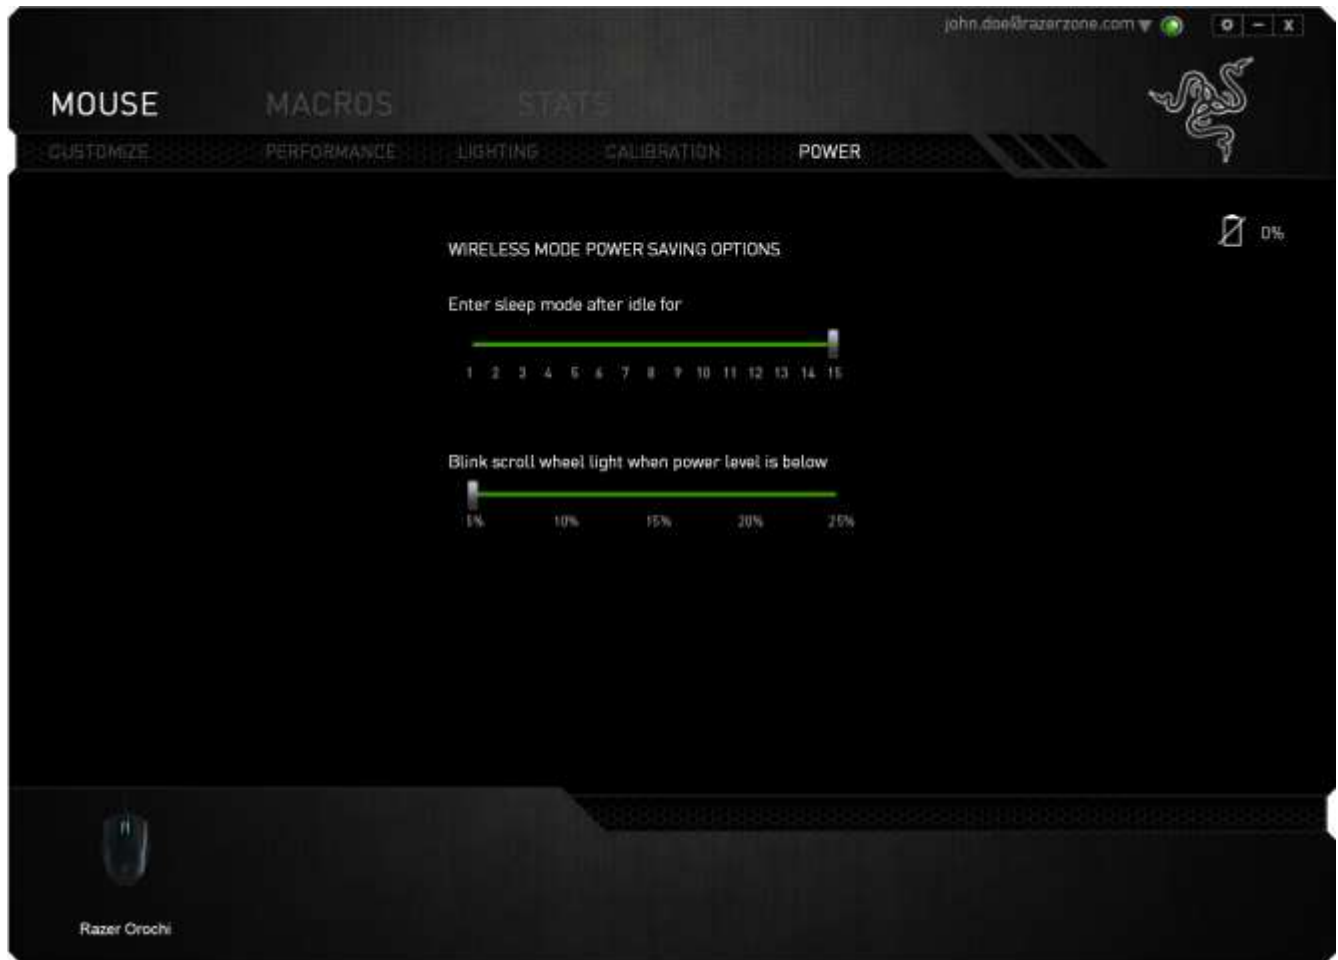 john.doe@razerzone.com
MOUSE MACROS STATS
CUSTOMIZE PERFORMANCE LIGHTING CALIBRATION POWER
0%
WIRELESS MODE POWER SAVING OPTIONS
Enter sleep mode after idle for
1 2 3 4 5 6 7 8 9 10 11 12 13 14 15
Blink scroll wheel light when power level is below
5% 10% 15% 20% 25%
Razer Orochi